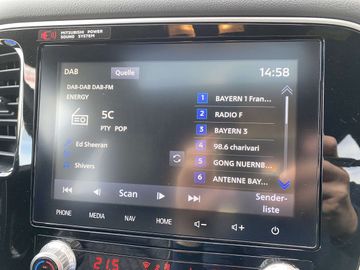 MITSUBISHI POWER
SOUND SYSTEM
DAB
Quelle
14:58
DAB-DAB DAB-FM
ENERGY
5C
PTY POP
Ed Sheeran
Shivers
1 BAYERN 1 Fran...
2 RADIO F
3 BAYERN 3
4 98.6 charivari
5 GONG NUERNB...
6 ANTENNE BAY...
Scan
Sender-
liste
PHONE
MEDIA
NAV
HOME
21.5